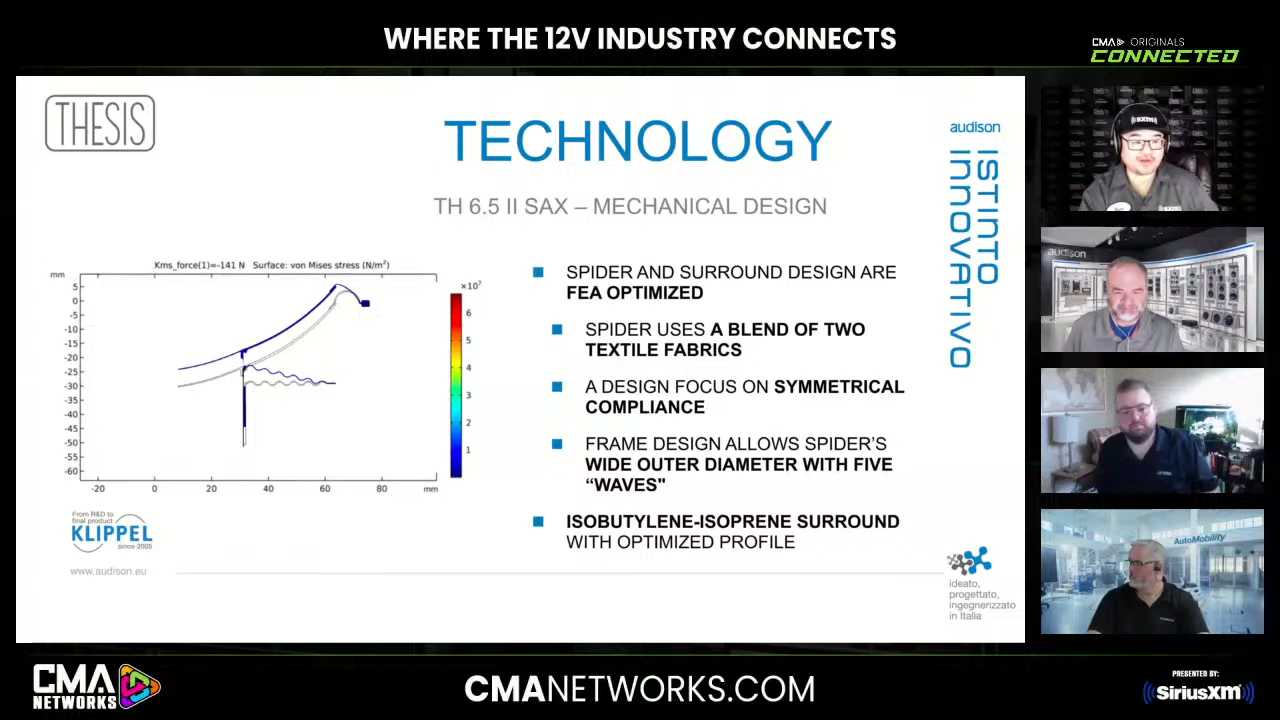 WHERE THE 12V INDUSTRY CONNECTS
CMA ORIGINALS
CONNECTED
THESIS
TECHNOLOGY
TH 6.5 II SAX – MECHANICAL DESIGN
audison
ISTINTO
INNOVATIVO
Kms_force(1)=-141 N Surface: von Mises stress (N/m²)
mm
5
0
-5
-10
-15
-20
-25
-30
-35
-40
-45
-50
-55
-60
-20
0
20
40
60
80
mm
×10⁷
6
5
4
3
2
1
SPIDER AND SURROUND DESIGN ARE
FEA OPTIMIZED
SPIDER USES A BLEND OF TWO
TEXTILE FABRICS
A DESIGN FOCUS ON SYMMETRICAL
COMPLIANCE
FRAME DESIGN ALLOWS SPIDER’S
WIDE OUTER DIAMETER WITH FIVE
“WAVES"
ISOBUTYLENE-ISOPRENE SURROUND
WITH OPTIMIZED PROFILE
From R&D to
final product
KLIPPEL
since 2005
www.audison.eu
ideato,
progettato,
ingegnerizzato
in Italia
SXM
audison
AutoMobility
CMA
NETWORKS
CMANETWORKS.COM
PRESENTED BY:
SiriusXM